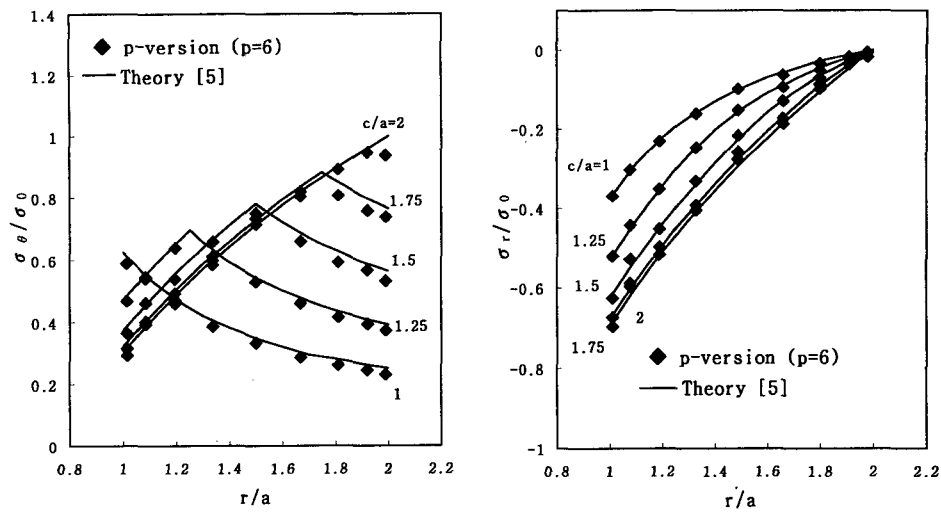 1.4
1.2
1
0.8
0.6
0.4
0.2
0
σ θ/σ 0
p-version (p=6)
Theory [5]
c/a=2
1.75
1.5
1.25
1
0.8 1 1.2 1.4 1.6 1.8 2 2.2
r/a
0
-0.2
-0.4
-0.6
-0.8
-1
σ r/σ 0
c/a=1
1.25
1.5
2
1.75
p-version (p=6)
Theory [5]
0.8 1 1.2 1.4 1.6 1.8 2 2.2
r/a